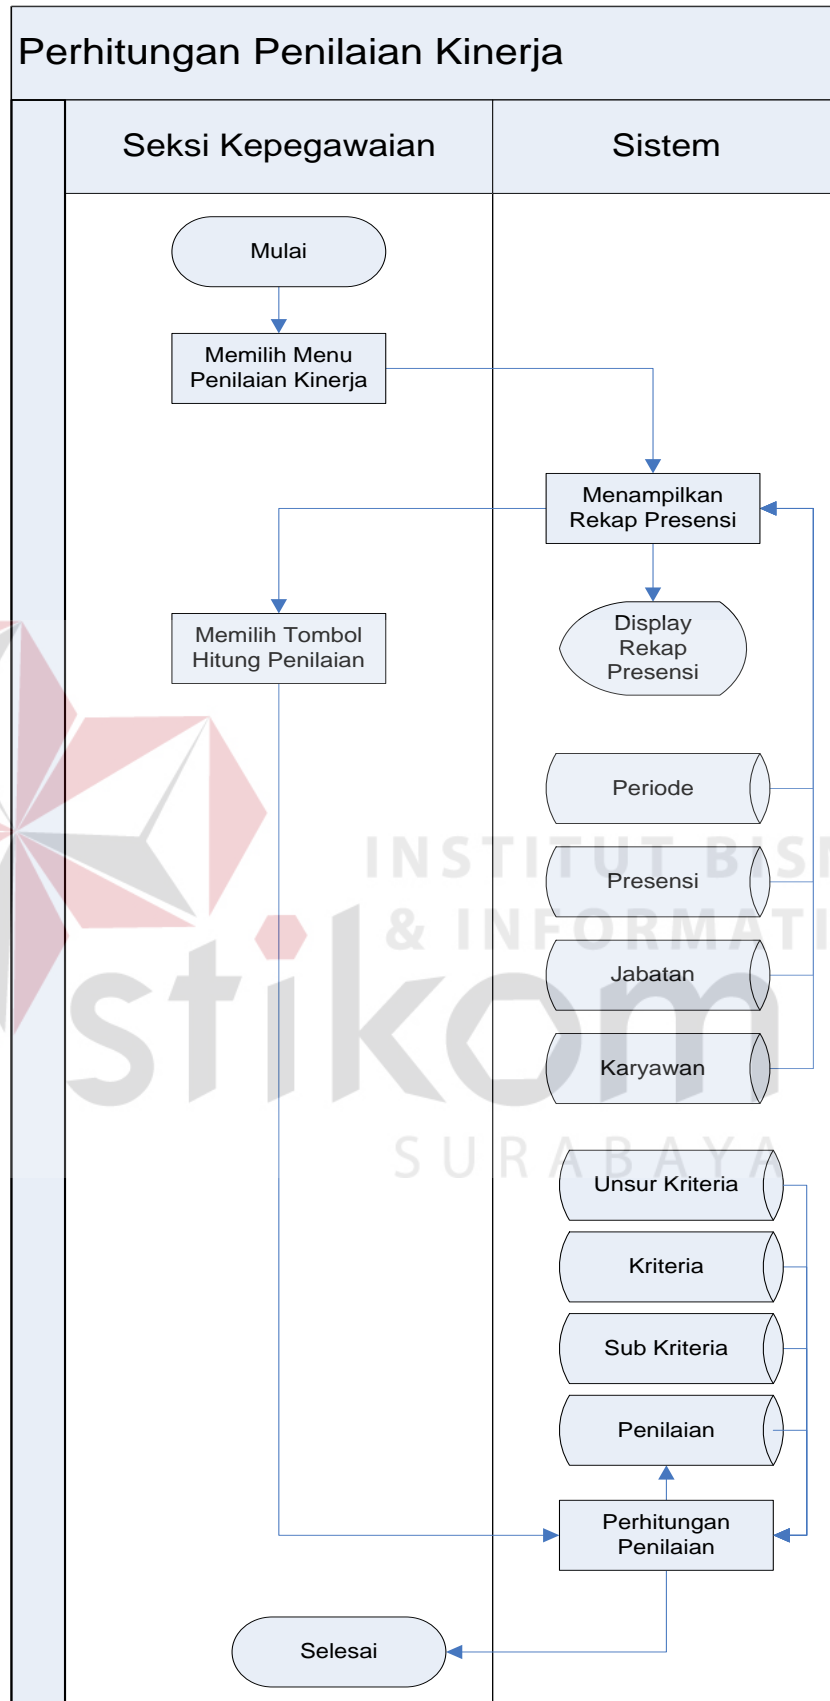 Perhitungan Penilaian Kinerja
Seksi Kepegawaian
Sistem
Mulai
Memilih Menu
Penilaian Kinerja
Menampilkan
Rekap Presensi
Memilih Tombol
Hitung Penilaian
Display
Rekap
Presensi
Periode
INSTITUT BISN
Presensi
& INFORMATI
Jabatan
stikom
Karyawan
SURABAYA
Unsur Kriteria
Kriteria
Sub Kriteria
Penilaian
Perhitungan
Penilaian
Selesai